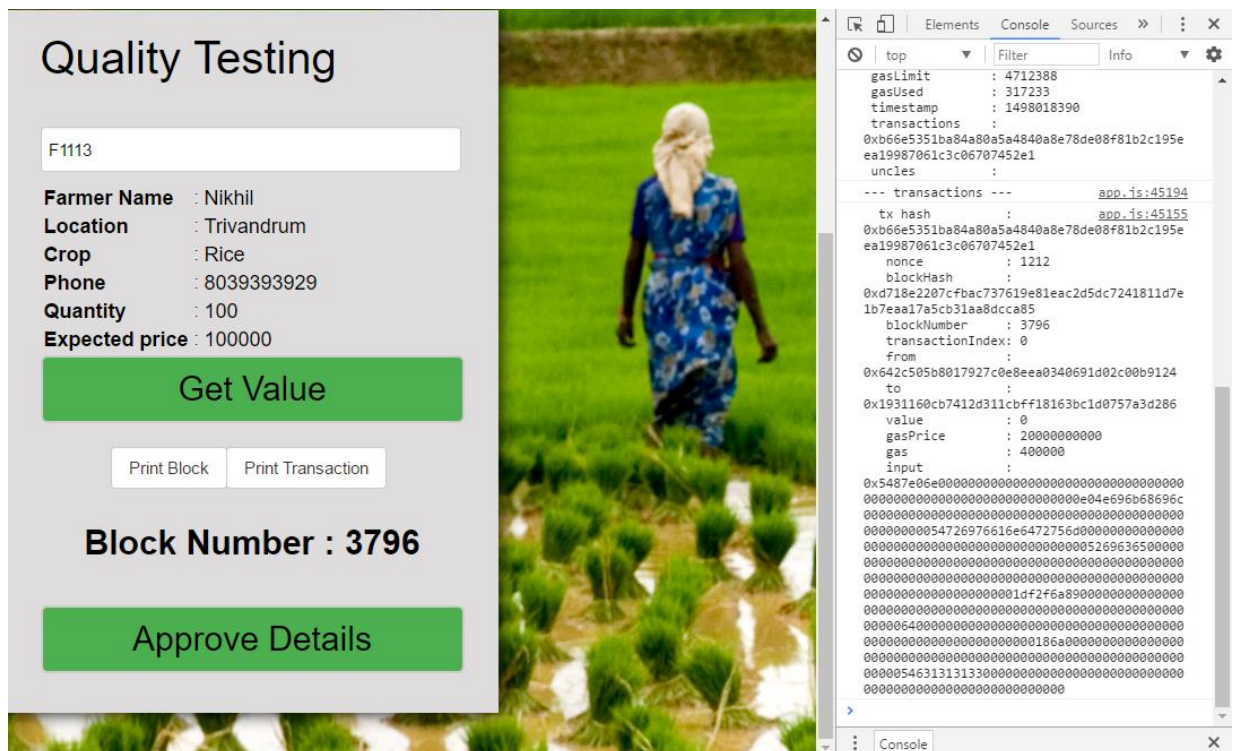 Quality Testing
F1113
Farmer Name : Nikhil
Location : Trivandrum
Crop : Rice
Phone : 8039393929
Quantity : 100
Expected price : 100000
Get Value
Print Block Print Transaction
Block Number : 3796
Approve Details
Elements Console Sources »
top Filter Info
gasLimit : 4712388
gasUsed : 317233
timestamp : 1498018390
transactions :
0xb66e5351ba84a80a5a4840a8e78de08f81b2c195e
ea19987061c3c06707452e1
uncles :
--- transactions --- app.js:45194
tx hash : app.js:45155
0xb66e5351ba84a80a5a4840a8e78de08f81b2c195e
ea19987061c3c06707452e1
nonce : 1212
blockHash :
0xd718e2207cfbac737619e81eac2d5dc7241811d7e
1b7eaa17a5cb31aa8dcca85
blockNumber : 3796
transactionIndex: 0
from :
0x642c505b8017927c0e8eea0340691d02c00b9124
to :
0x1931160cb7412d311cbff18163bc1d0757a3d286
value : 0
gasPrice : 20000000000
gas : 400000
input :
Console